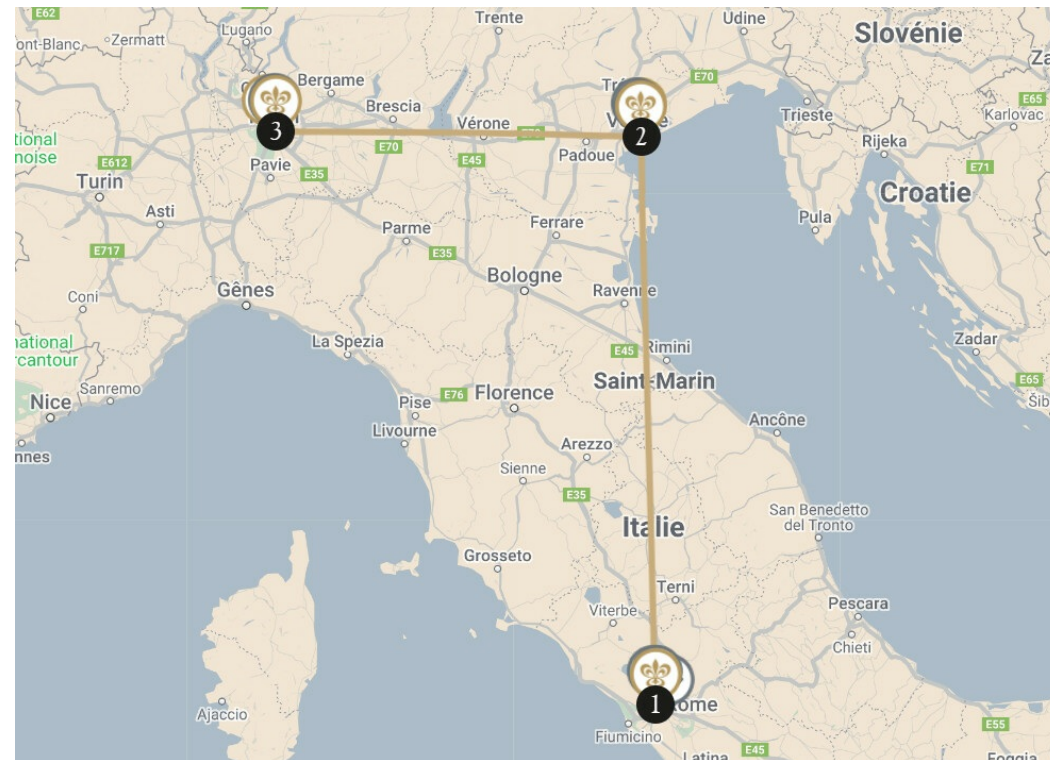 E62
Trente
Udine
Slovénie
ont-Blanc
Zermatt
Lugano
Bergame
E70
E65
Brescia
Trieste
Karlovac
3
2
Vérone
Rijeka
tional
noise
E612
Pavie
E70
E45
Padoue
E71
Turin
E35
Croatie
Asti
Ferrare
Pula
E717
Parme
E35
Bologne
Coni
Gênes
Ravenne
national
rcantour
La Spezia
E45
Rimini
Zadar
Nice
Sanremo
E76
Florence
Saint-Marin
E65
Pise
Šib
Livourne
Ancône
nnes
Arezzo
Sienne
E35
San Benedetto
del Tronto
Italie
Grosseto
Terni
Viterbe
Pescara
Chieti
1
Rome
Ajaccio
Fiumicino
E55
Latina
E45
Foggia